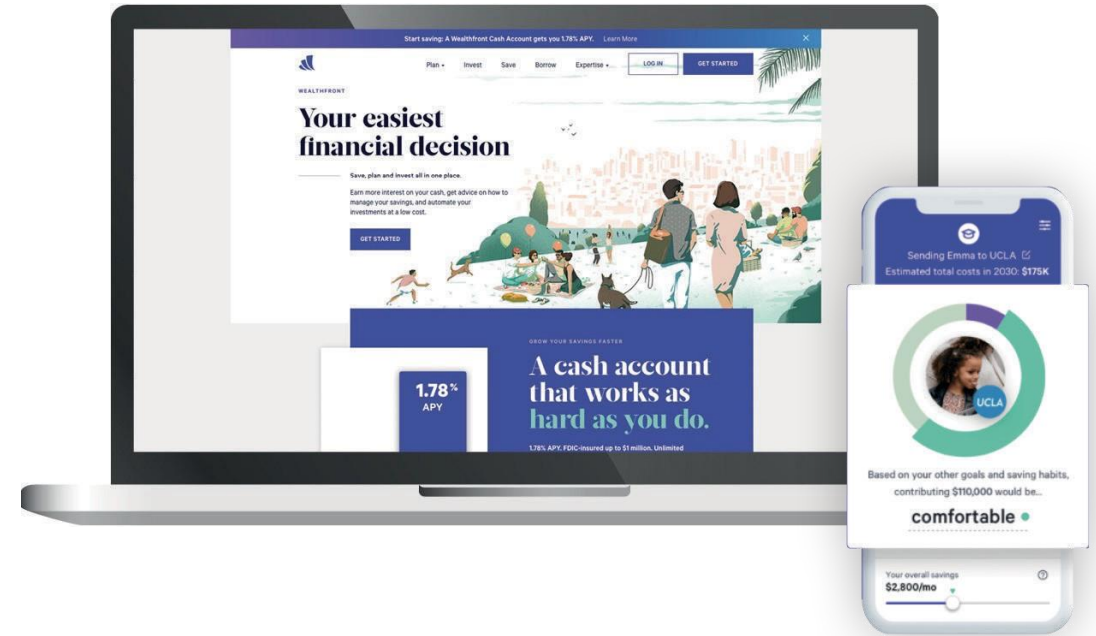 Start saving: A Wealthfront Cash Account gets you 1.78% APY. Learn More
Plan Invest Save Borrow Expertise LOG IN GET STARTED
WEALTHFRONT
Your easiest
financial decision
Save, plan and invest all in one place.
Earn more interest on your cash, get advice on how to
manage your savings, and automate your
investments at a low cost.
GET STARTED
GROW YOUR SAVINGS FASTER
A cash account
that works as
hard as you do.
1.78% APY. FDIC-insured up to $1 million. Unlimited
1.78%
APY
Sending Emma to UCLA
Estimated total costs in 2030: $175K
UCLA
Based on your other goals and saving habits,
contributing $110,000 would be...
comfortable
Your overall savings
$2,800/mo